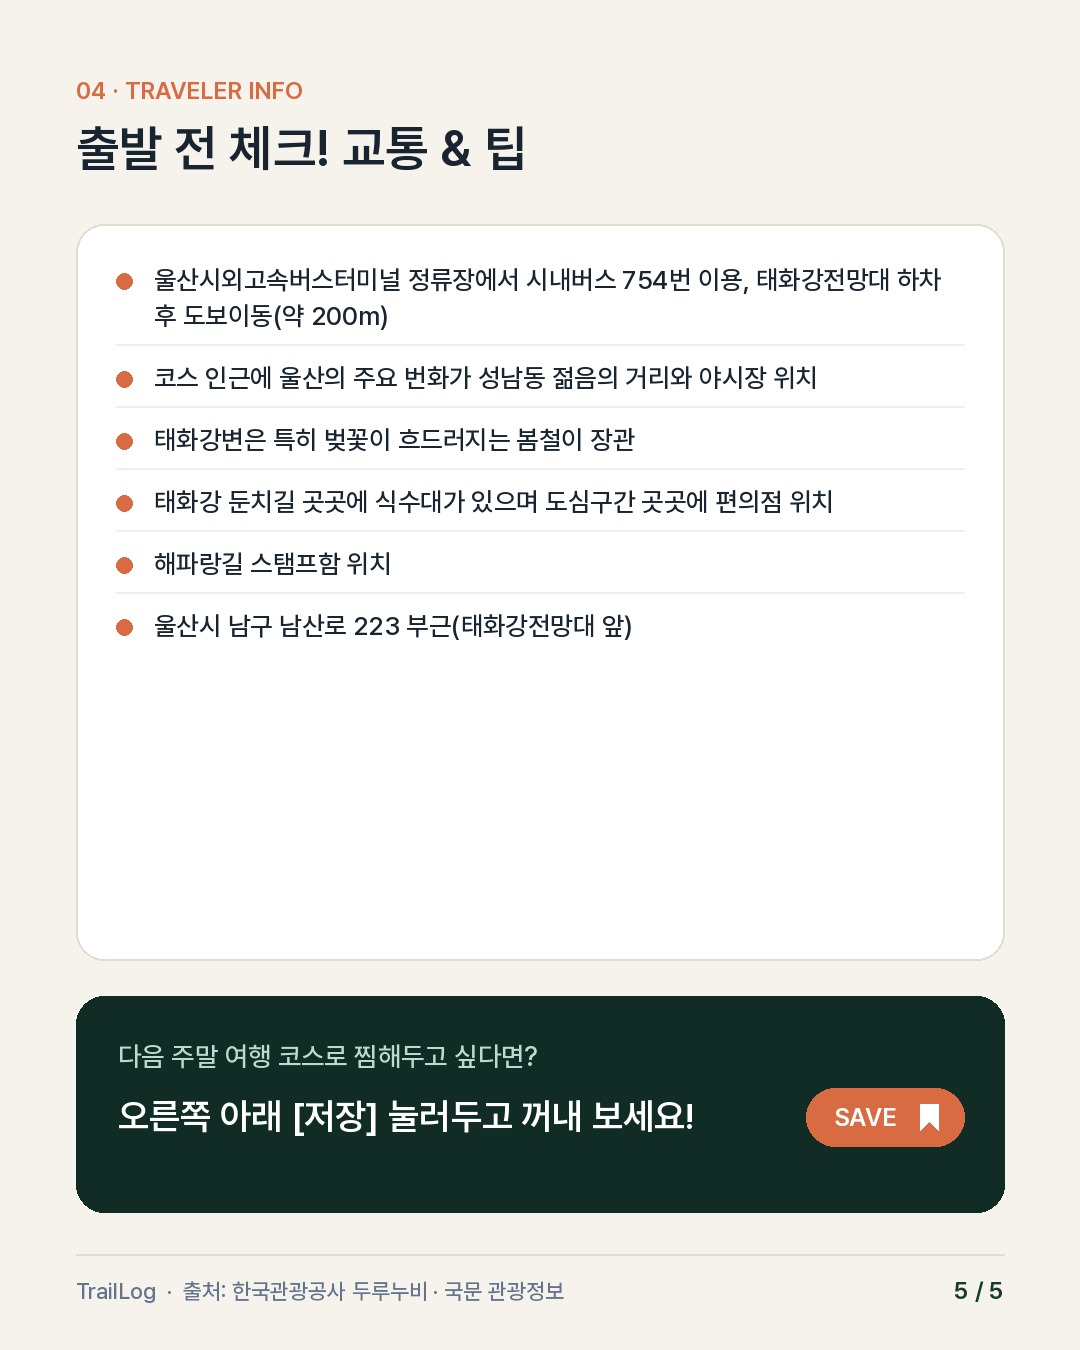 04 · TRAVELER INFO
출발 전 체크! 교통 & 팁
울산시외고속버스터미널 정류장에서 시내버스 754번 이용, 태화강전망대 하차
후 도보이동(약 200m)
코스 인근에 울산의 주요 번화가 성남동 젊음의 거리와 야시장 위치
태화강변은 특히 벚꽃이 흐드러지는 봄철이 장관
태화강 둔치길 곳곳에 식수대가 있으며 도심구간 곳곳에 편의점 위치
해파랑길 스탬프함 위치
울산시 남구 남산로 223 부근(태화강전망대 앞)
다음 주말 여행 코스로 찜해두고 싶다면?
오른쪽 아래 [저장] 눌러두고 꺼내 보세요!
SAVE
TrailLog · 출처: 한국관광공사 두루누비 · 국문 관광정보
5 / 5